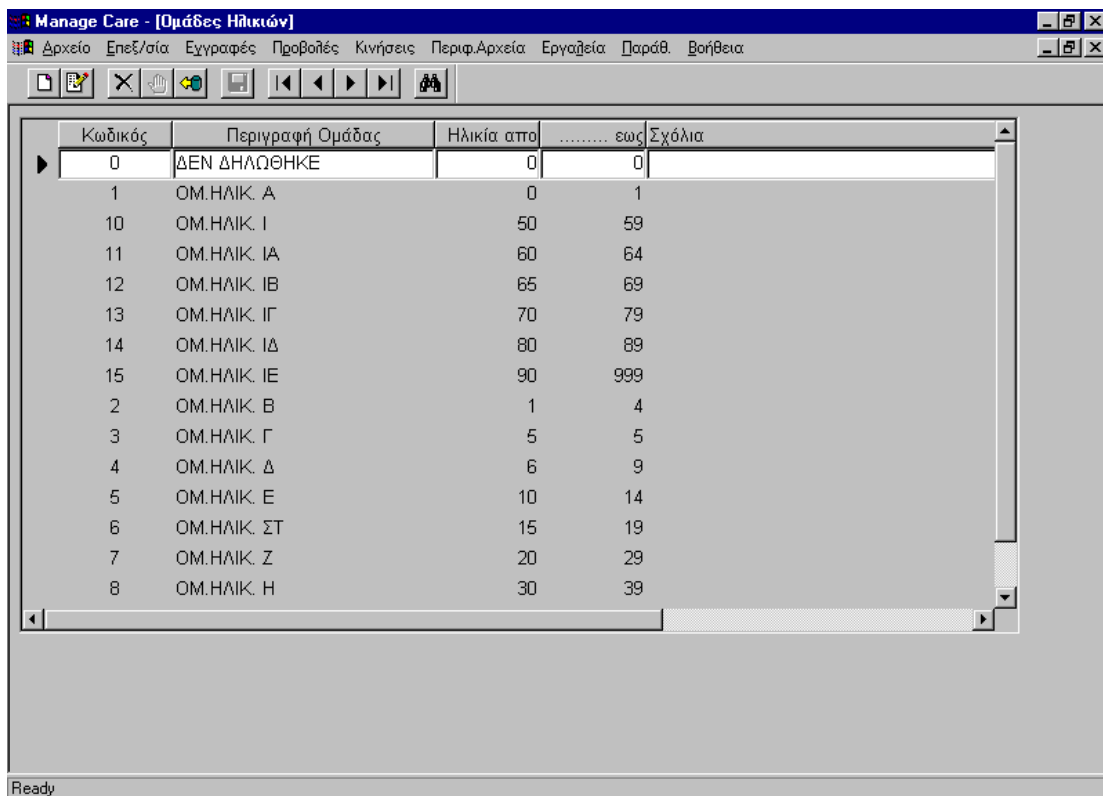 Manage Care - [Ομάδες Ηλικιών]
Αρχείο Επεξ/σία Εγγραφές Προβολές Κινήσεις Περιφ.Αρχεία Εργαλεία Παράθ. Βοήθεια
Κωδικός Περιγραφή Ομάδας Ηλικία απο ......... εως Σχόλια
0 ΔΕΝ ΔΗΛΩΘΗΚΕ 0 0
1 ΟΜ.ΗΛΙΚ. Α 0 1
10 ΟΜ.ΗΛΙΚ. Ι 50 59
11 ΟΜ.ΗΛΙΚ. ΙΑ 60 64
12 ΟΜ.ΗΛΙΚ. ΙΒ 65 69
13 ΟΜ.ΗΛΙΚ. ΙΓ 70 79
14 ΟΜ.ΗΛΙΚ. ΙΔ 80 89
15 ΟΜ.ΗΛΙΚ. ΙΕ 90 999
2 ΟΜ.ΗΛΙΚ. Β 1 4
3 ΟΜ.ΗΛΙΚ. Γ 5 5
4 ΟΜ.ΗΛΙΚ. Δ 6 9
5 ΟΜ.ΗΛΙΚ. Ε 10 14
6 ΟΜ.ΗΛΙΚ. ΣΤ 15 19
7 ΟΜ.ΗΛΙΚ. Ζ 20 29
8 ΟΜ.ΗΛΙΚ. Η 30 39
Ready